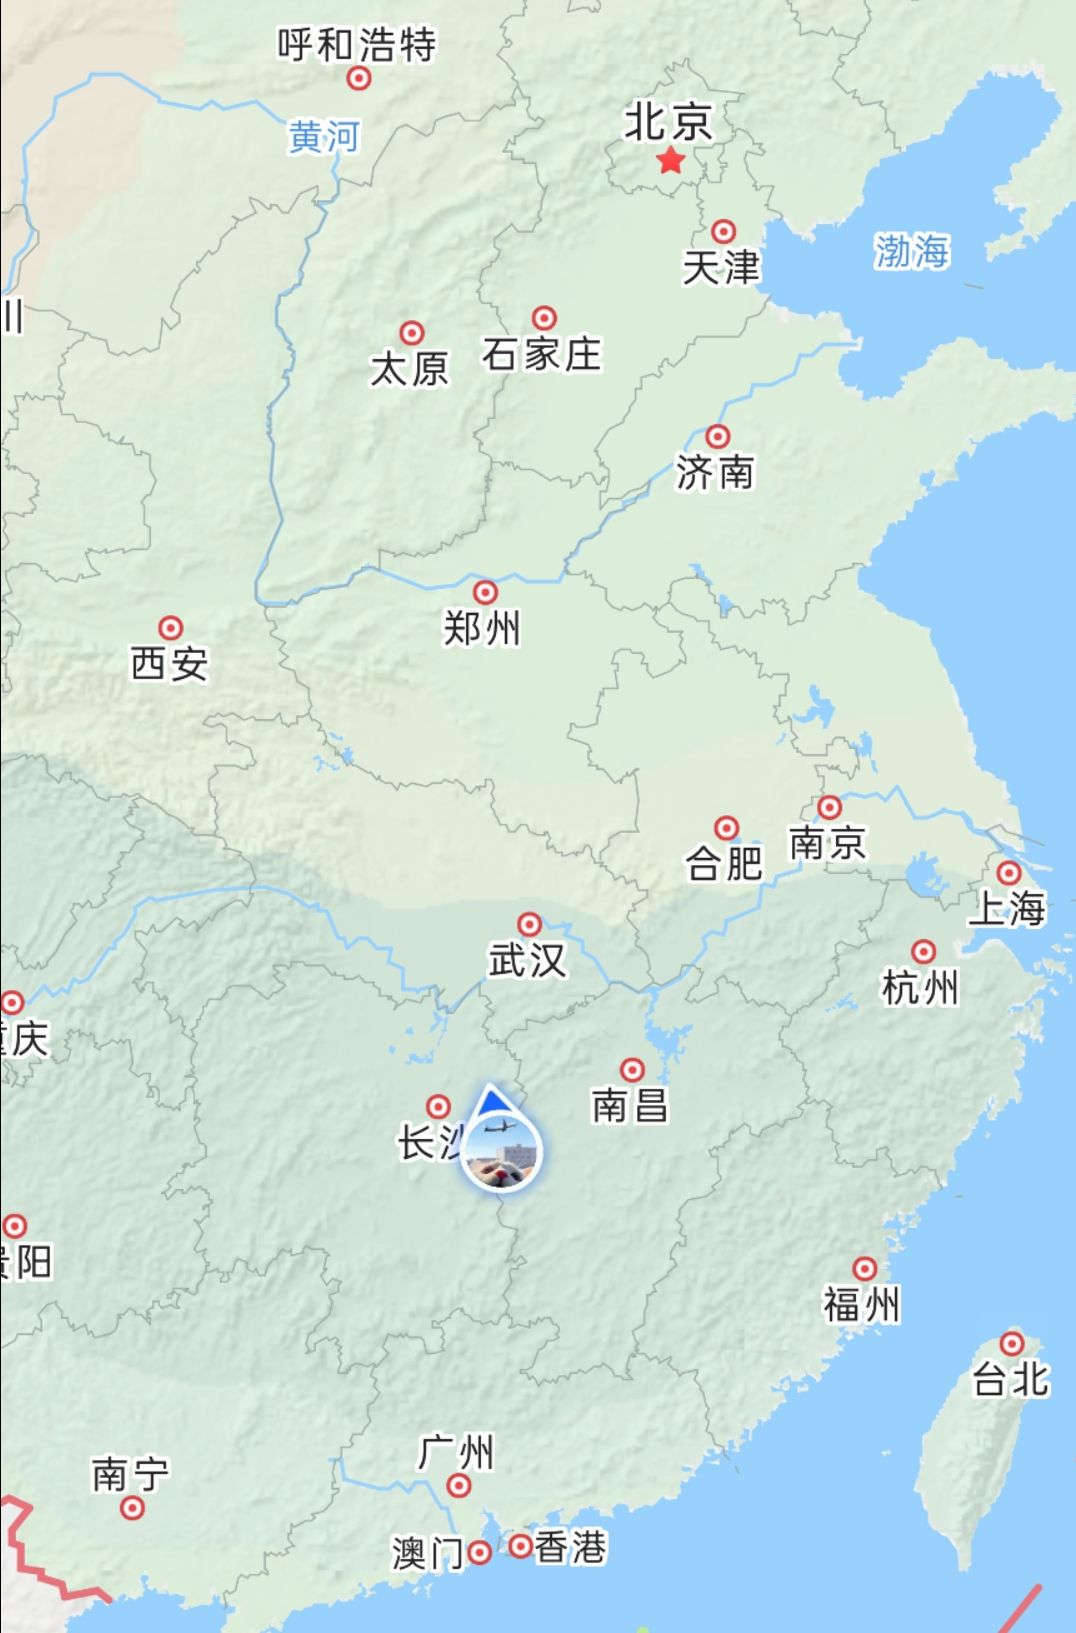 呼和浩特
黄河
北京
天津
渤海
川
太原
石家庄
济南
郑州
西安
合肥
南京
上海
武汉
杭州
庆
南昌
长沙
阳
福州
台北
广州
南宁
澳门
香港